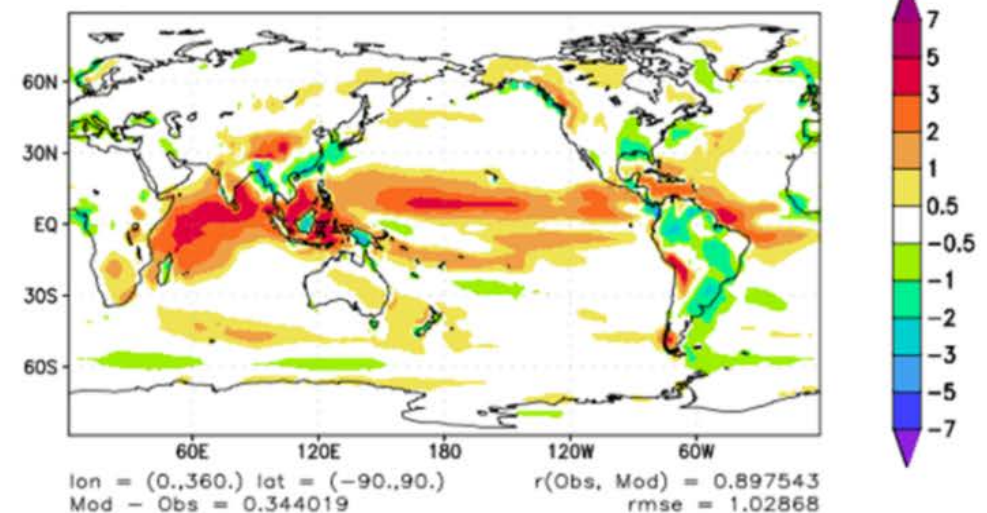 60N
30N
EQ
30S
60S
60E 120E 180 120W 60W
7
5
3
2
1
0.5
−0.5
−1
−2
−3
−5
−7
lon = (0.,360.) lat = (−90.,90.) r(Obs, Mod) = 0.897543
Mod − Obs = 0.344019 rmse = 1.02868